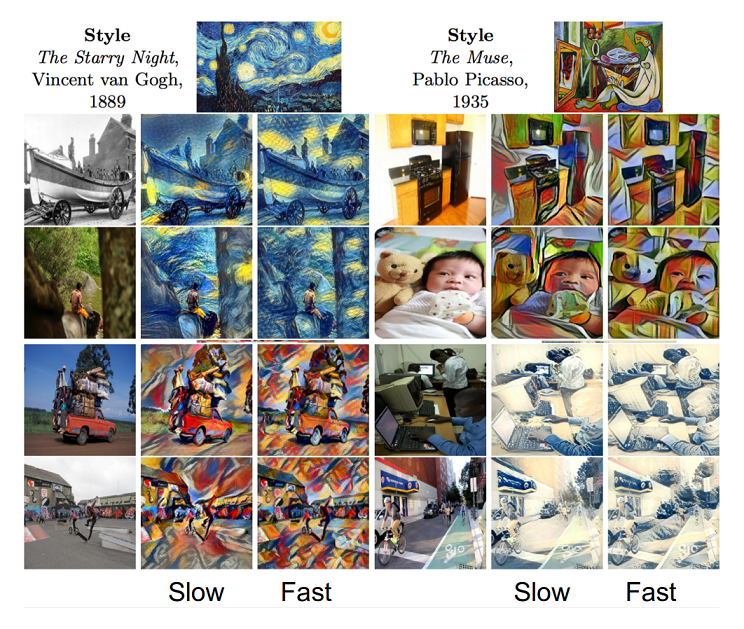 Style
The Starry Night,
Vincent van Gogh,
1889
Style
The Muse,
Pablo Picasso,
1935
Slow
Fast
Slow
Fast